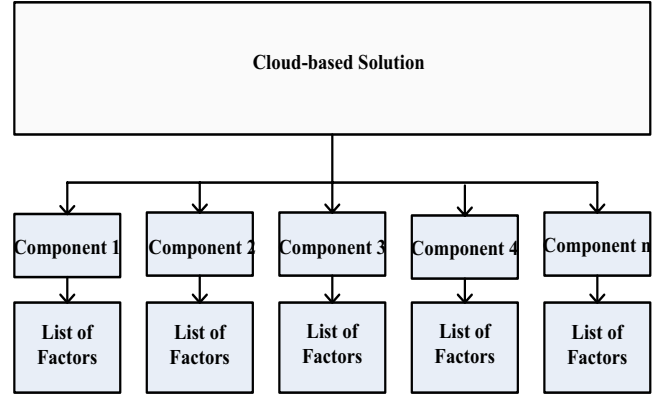 Cloud-based Solution
Component 1
Component 2
Component 3
Component 4
Component n
List of
Factors
List of
Factors
List of
Factors
List of
Factors
List of
Factors